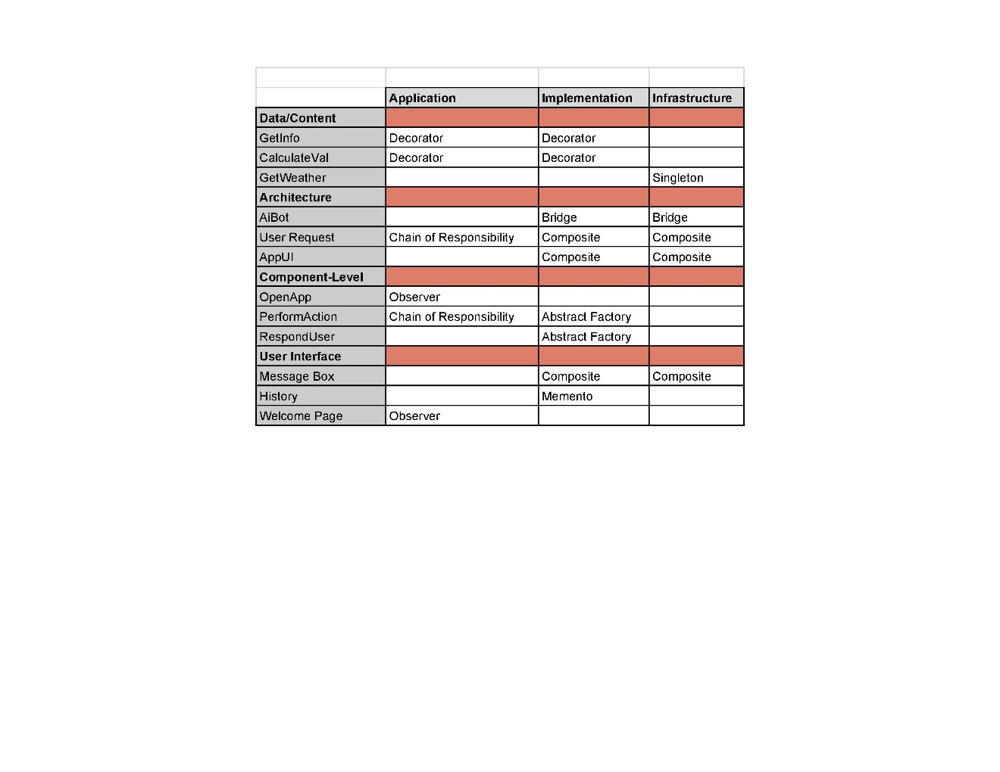 Application Implementation Infrastructure
Data/Content
GetInfo Decorator Decorator
CalculateVal Decorator Decorator
GetWeather Singleton
Architecture
AiBot Bridge Bridge
User Request Chain of Responsibility Composite Composite
AppUI Composite Composite
Component-Level
OpenApp Observer
PerformAction Chain of Responsibility Abstract Factory
RespondUser Abstract Factory
User Interface
Message Box Composite Composite
History Memento
Welcome Page Observer